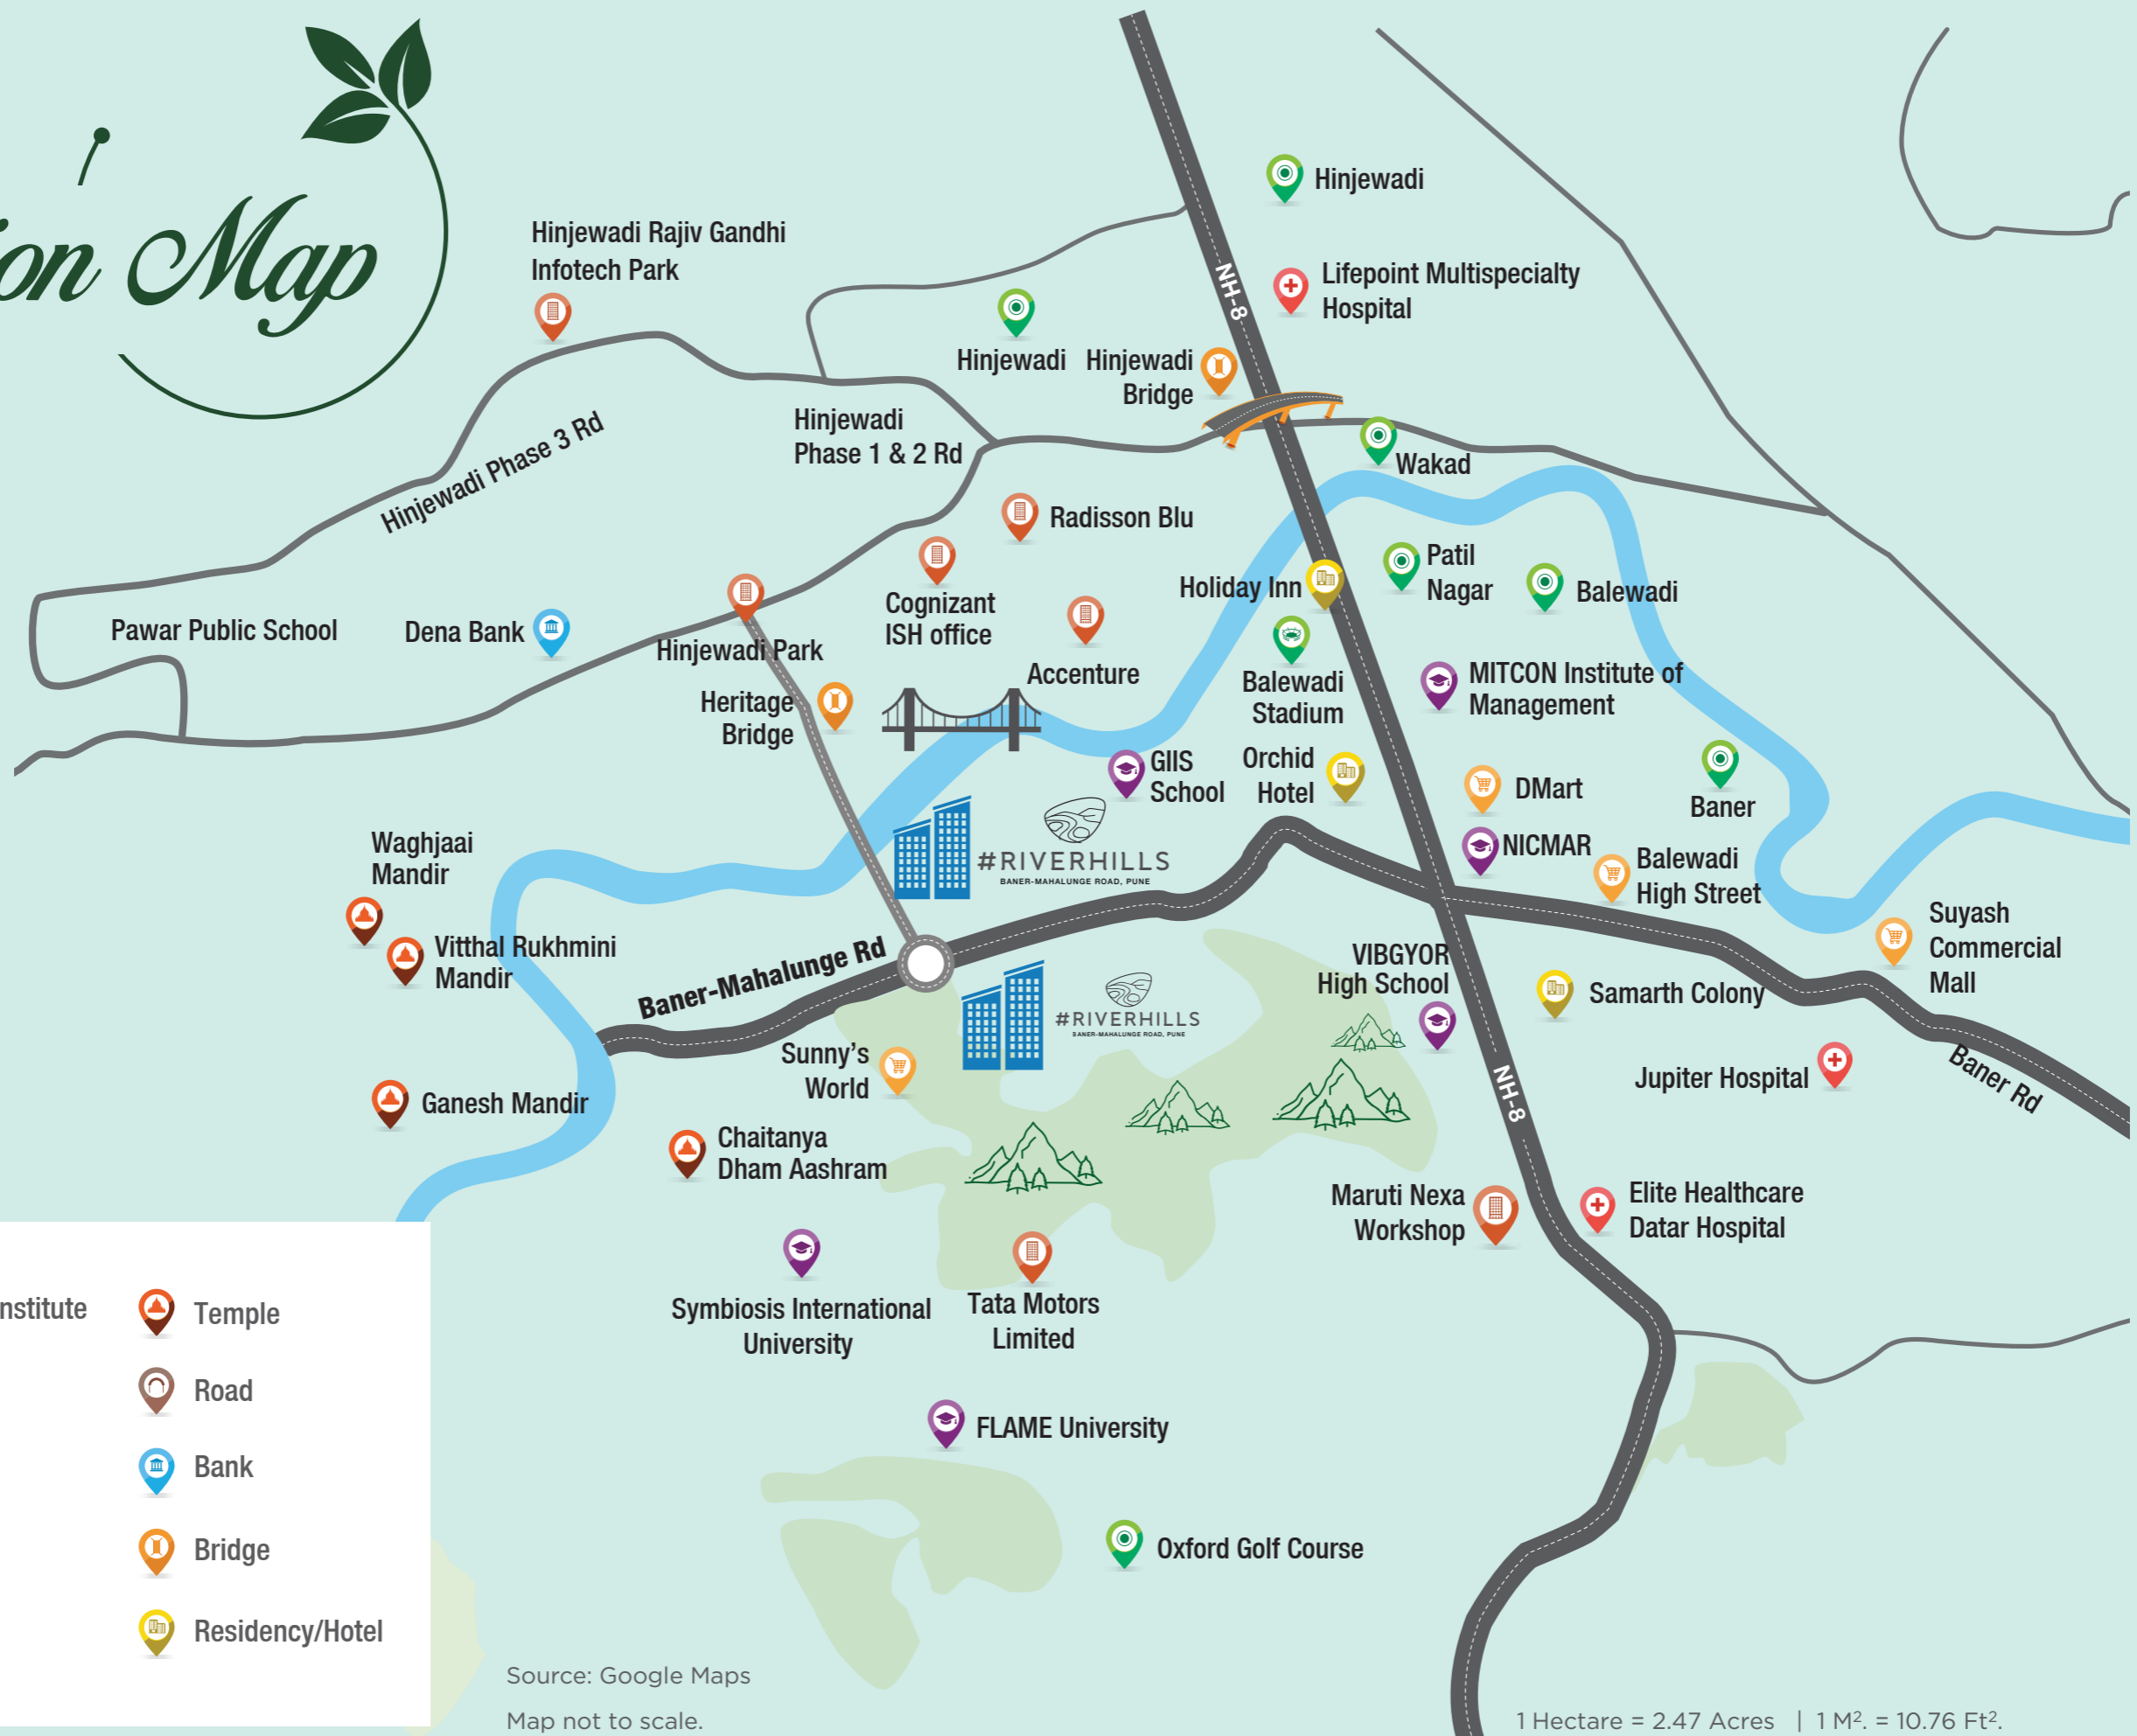 ion Map
Hinjewadi
Hinjewadi Rajiv Gandhi
Infotech Park
NH-8
Lifepoint Multispecialty
Hospital
Hinjewadi
Hinjewadi
Bridge
Hinjewadi
Phase 1 & 2 Rd
Hinjewadi Phase 3 Rd
Wakad
Radisson Blu
Patil
Nagar
Holiday Inn
Balewadi
Cognizant
ISH office
Pawar Public School
Dena Bank
Hinjewadi Park
Accenture
Balewadi
Stadium
MITCON Institute of
Management
Heritage
Bridge
GIIS
School
Orchid
Hotel
DMart
Baner
#RIVERHILLS
BANER-MAHALUNGE ROAD, PUNE
NICMAR
Balewadi
High Street
Waghjaai
Mandir
Vitthal Rukhmini
Mandir
Suyash
Commercial
Mall
Baner-Mahalunge Rd
VIBGYOR
High School
Samarth Colony
#RIVERHILLS
BANER-MAHALUNGE ROAD, PUNE
Sunny's
World
NH-8
Jupiter Hospital
Baner Rd
Ganesh Mandir
Chaitanya
Dham Aashram
Maruti Nexa
Workshop
Elite Healthcare
Datar Hospital
Symbiosis International
University
Tata Motors
Limited
nstitute
Temple
Road
Bank
Bridge
Residency/Hotel
FLAME University
Oxford Golf Course
Source: Google Maps
Map not to scale.
1 Hectare = 2.47 Acres | 1 M². = 10.76 Ft².